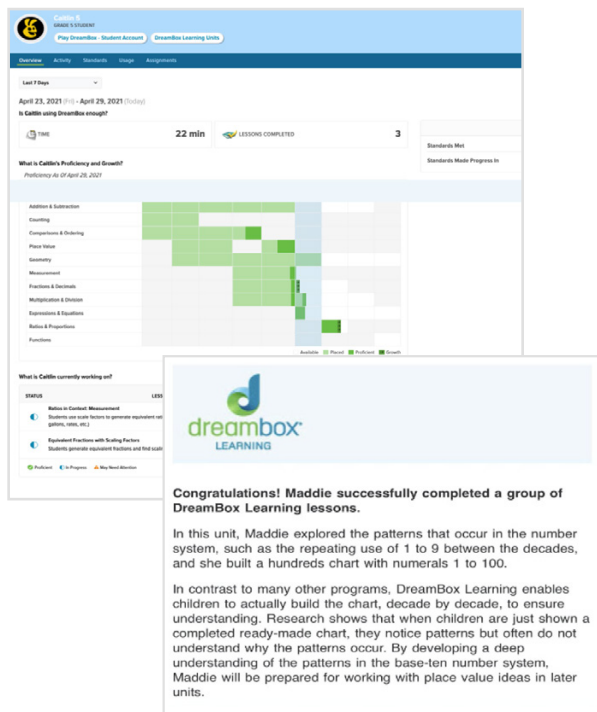 Caitlin S
GRADE 5 STUDENT
Play DreamBox - Student Account
DreamBox Learning Units
Overview Activity Standards Usage Assignments
Last 7 Days
April 23, 2021 (Fri) - April 29, 2021 (Today)
Is Caitlin using DreamBox enough?
TIME 22 min
LESSONS COMPLETED 3
Standards Met
Standards Made Progress In
What is Caitlin's Proficiency and Growth?
Proficiency As Of April 28, 2021
Addition & Subtraction
Counting
Comparisons & Ordering
Place Value
Geometry
Measurement
Fractions & Decimals
Multiplication & Division
Expressions & Equations
Ratios & Proportions
Functions
Available Placed Proficient Growth
What is Caitlin currently working on?
STATUS LESS
Ratios in Context: Measurement
Students use scale factors to generate equivalent rat
gallons, rates, etc.)
Equivalent Fractions with Scaling Factors
Students generate equivalent fractions and find scalin
Proficient In Progress May Need Attention
dreambox
LEARNING
Congratulations! Maddie successfully completed a group of
DreamBox Learning lessons.
In this unit, Maddie explored the patterns that occur in the number
system, such as the repeating use of 1 to 9 between the decades,
and she built a hundreds chart with numerals 1 to 100.
In contrast to many other programs, DreamBox Learning enables
children to actually build the chart, decade by decade, to ensure
understanding. Research shows that when children are just shown a
completed ready-made chart, they notice patterns but often do not
understand why the patterns occur. By developing a deep
understanding of the patterns in the base-ten number system,
Maddie will be prepared for working with place value ideas in later
units.